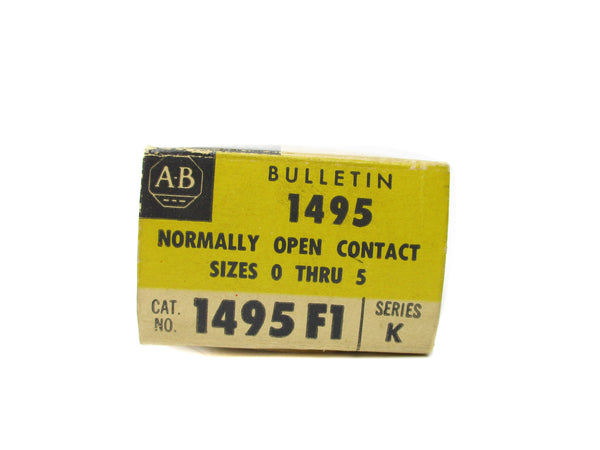 A-B
BULLETIN
1495
NORMALLY OPEN CONTACT
SIZES 0 THRU 5
CAT. NO. 1495 F1 SERIES K